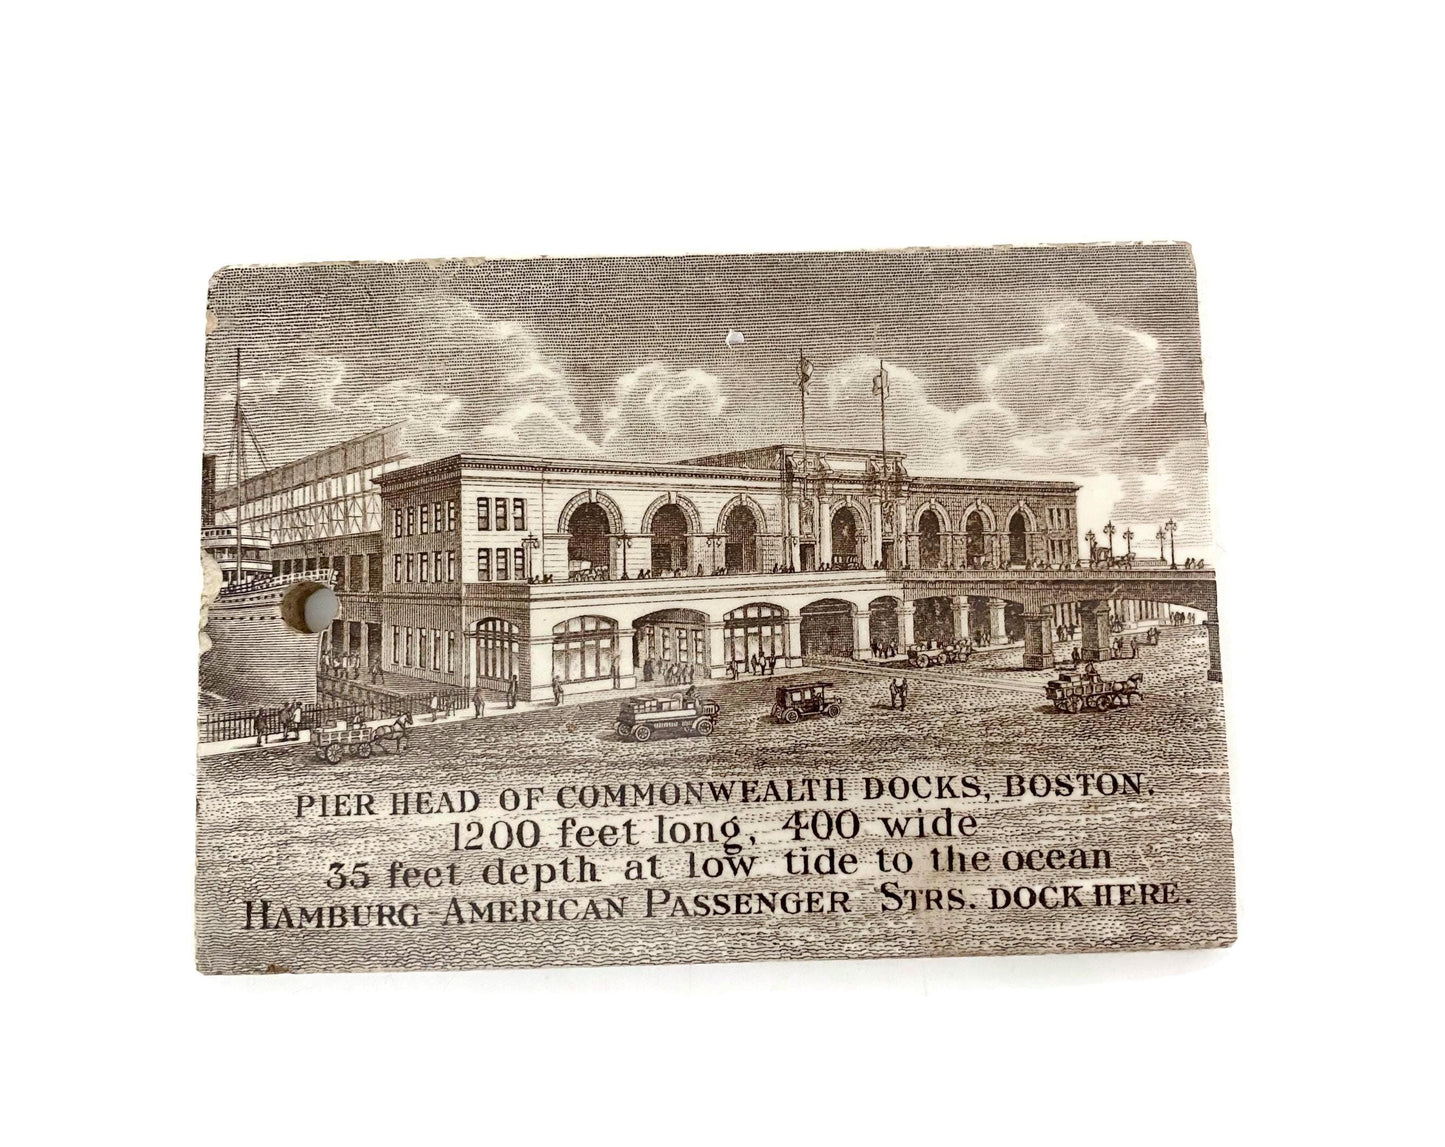 PIER HEAD OF COMMONWEALTH DOCKS, BOSTON.
1200 feet long, 400 wide
35 feet depth at low tide to the ocean
HAMBURG-AMERICAN PASSENGER STRS. DOCK HERE.